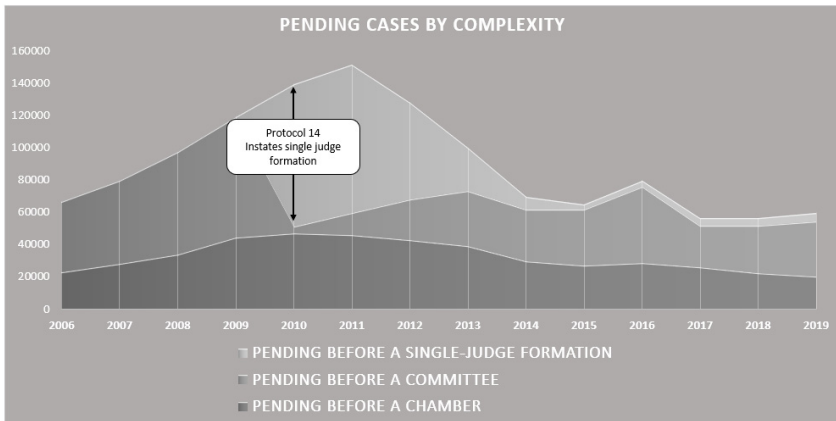 PENDING CASES BY COMPLEXITY
160000
140000
120000
100000
80000
60000
40000
20000
0
Protocol 14
Instates single judge
formation
2006 2007 2008 2009 2010 2011 2012 2013 2014 2015 2016 2017 2018 2019
PENDING BEFORE A SINGLE-JUDGE FORMATION
PENDING BEFORE A COMMITTEE
PENDING BEFORE A CHAMBER